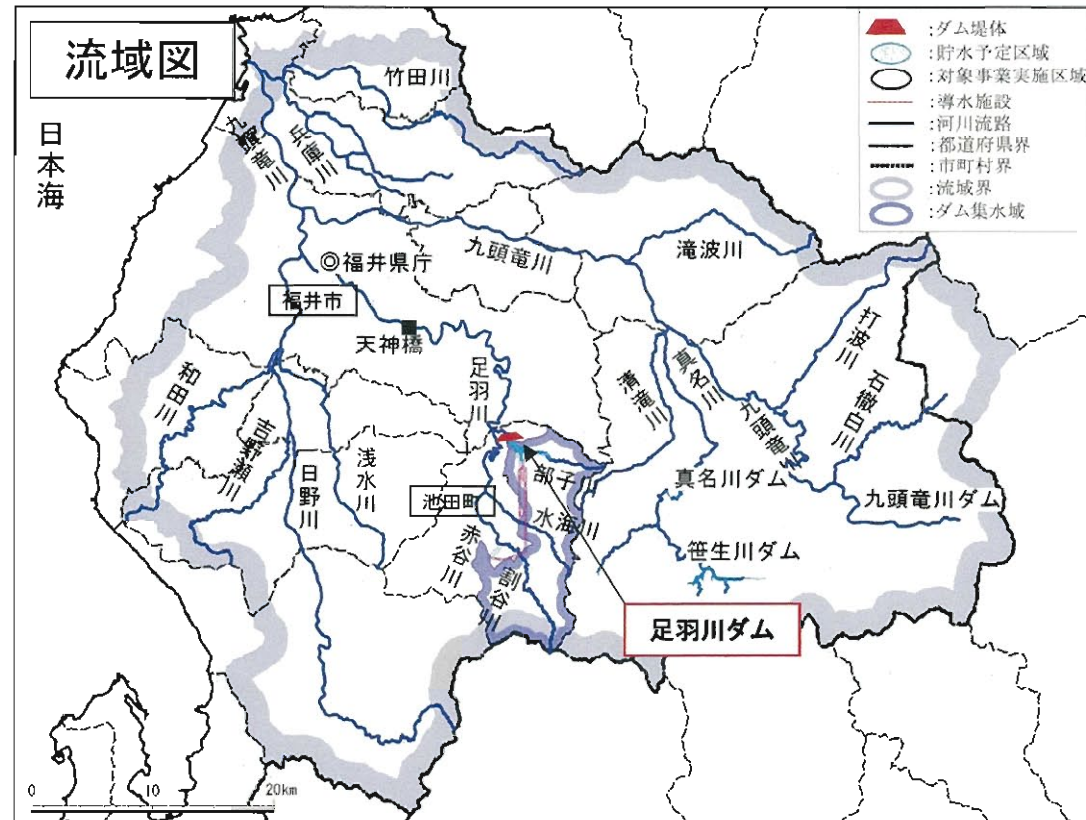 流域図
日本海
:ダム堤体
:貯水予定区域
:対象事業実施区域
:導水施設
:河川流路
:都道府県界
:市町村界
:流域界
:ダム集水域
竹田川
九頭竜川
兵庫川
九頭竜川
滝波川
◎福井県庁
福井市
天神橋
足羽川
和田川
吉野瀬川
日野川
浅水川
清滝川
真名川
九頭竜川
打波川
石徹白川
部子川
水海川
池田町
赤谷川
割谷川
真名川ダム
笹生川ダム
九頭竜川ダム
足羽川ダム
0 10 20km